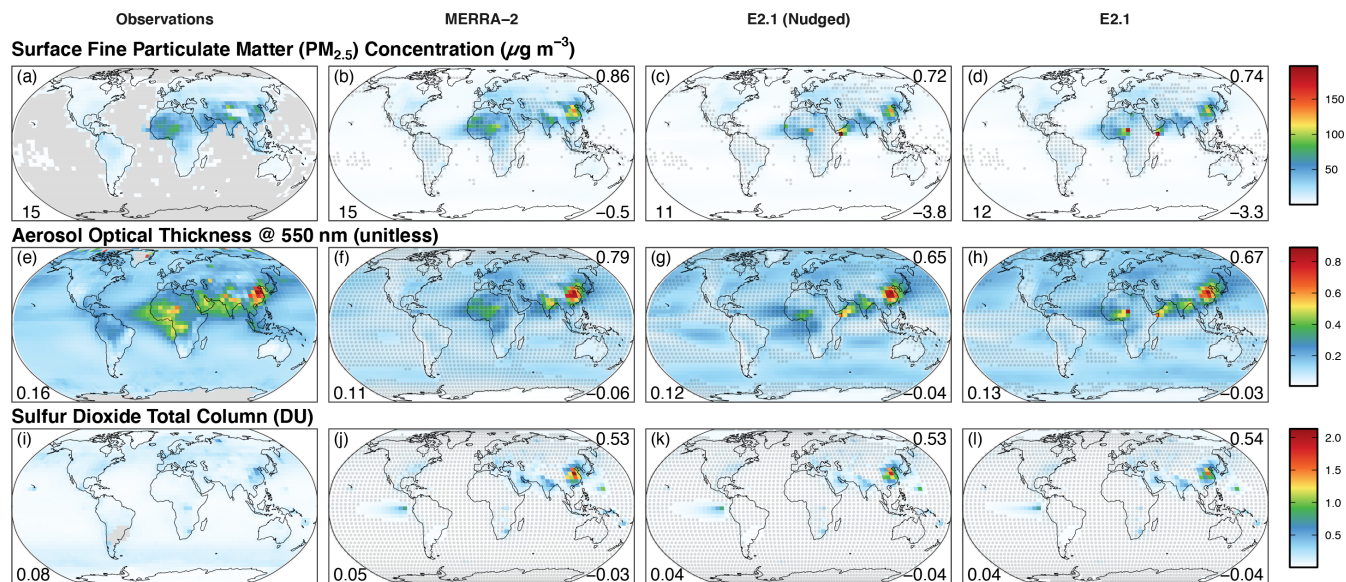 Observations MERRA−2 E2.1 (Nudged) E2.1
Surface Fine Particulate Matter (PM2.5) Concentration (μg m−3)
(a) (b) 0.86 (c) 0.72 (d) 0.74
150
100
50
15 15 −0.5 11 −3.8 12 −3.3
Aerosol Optical Thickness @ 550 nm (unitless)
(e) (f) 0.79 (g) 0.65 (h) 0.67
0.8
0.6
0.4
0.2
0.16 0.11 −0.06 0.12 −0.04 0.13 −0.03
Sulfur Dioxide Total Column (DU)
(i) (j) 0.53 (k) 0.53 (l) 0.54
2.0
1.5
1.0
0.5
0.08 0.05 −0.03 0.04 −0.04 0.04 −0.04